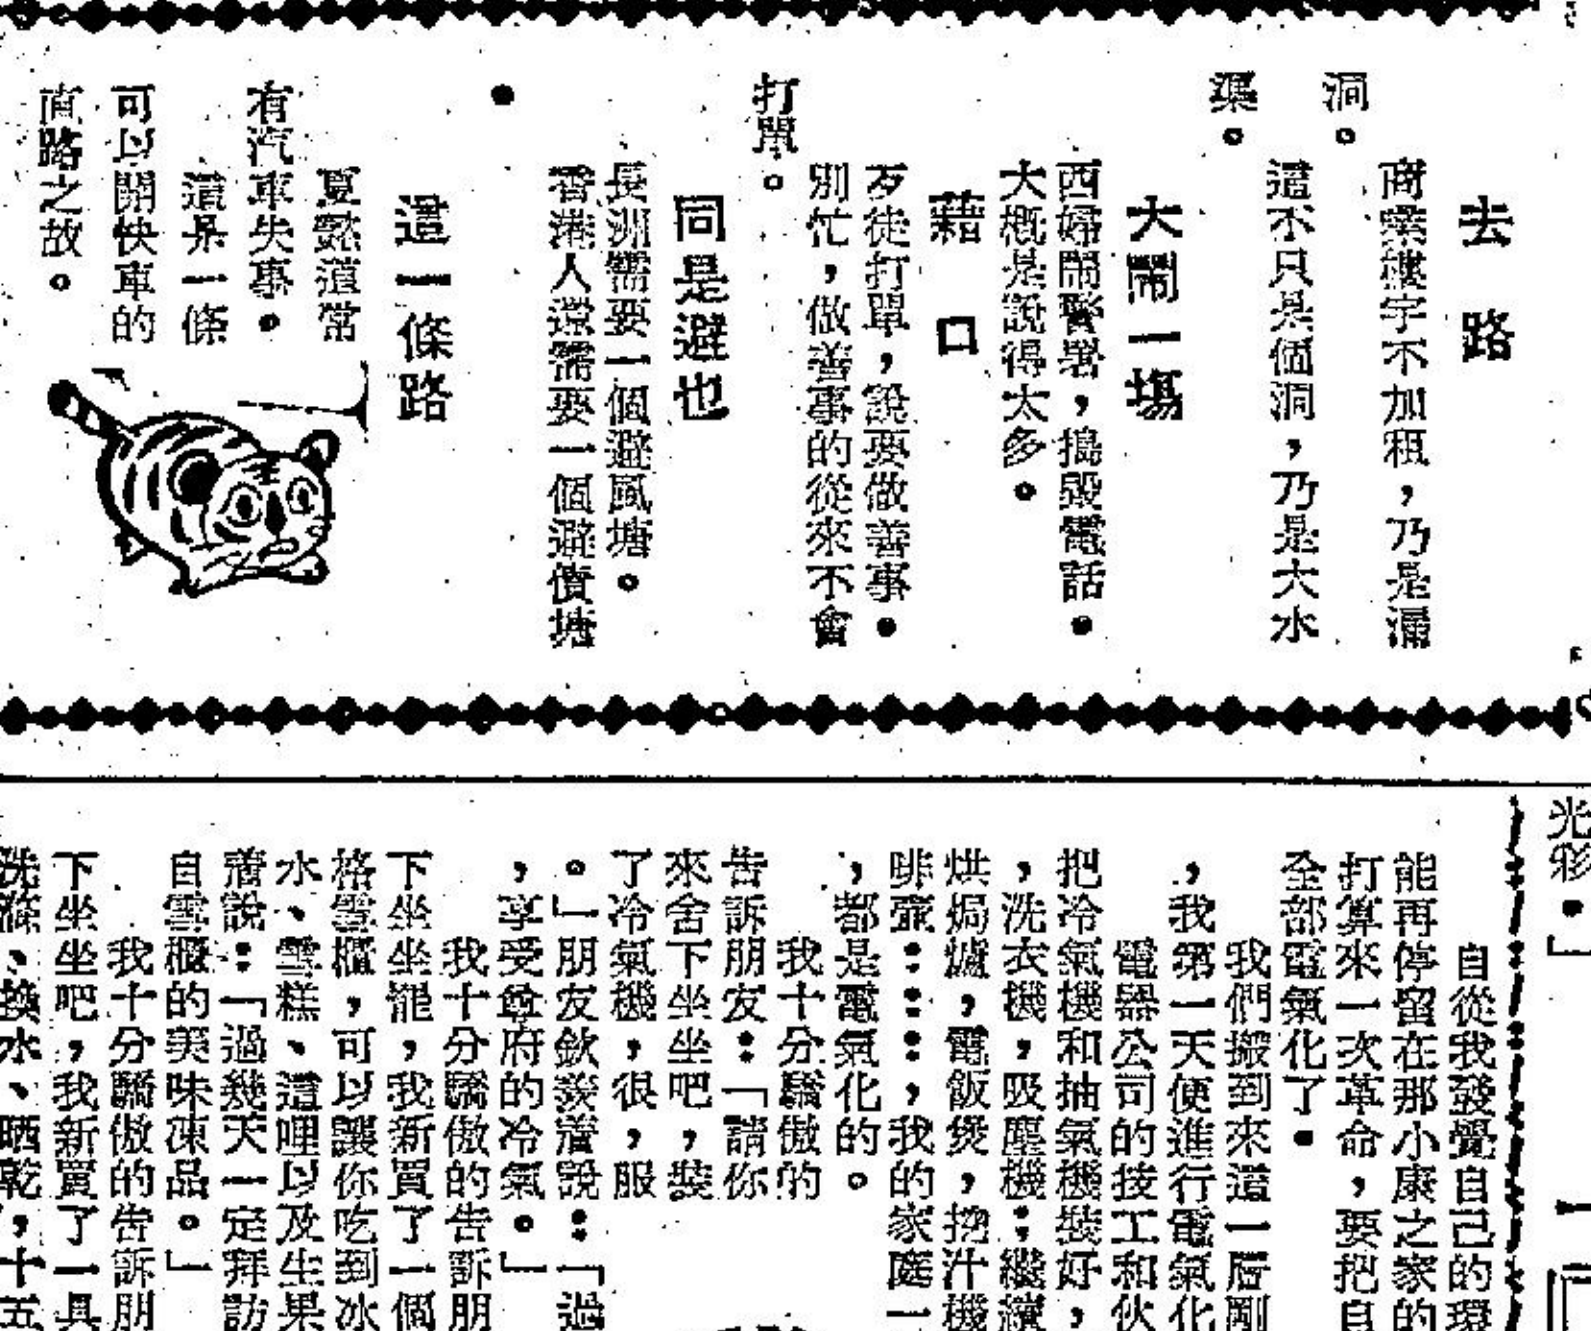 去路
商業樓宇不加租，乃是漏
洞。
這不只是個洞，乃是大水
渠。
大鬧一塲
西婦鬧警署，搗毀電話。
大概是說得太多。
藉口
歹徒打單，說要做善事。
別忙，做善事的從來不會
打單。
同是避也
長洲需要一個避風塘。
香港人還需要一個避債塘
。
這一條路
夏慤道常
有汽車失事。
這是一條
可以開快車的
直路之故。
光彩。」
自從我發覺自己的環
能再停留在那小康之家的
打算來一次革命，要把自
全部電氣化了。
我們搬到來這一層剛
，我第一天便進行電氣化
電器公司的技工和伙
把冷氣機和抽氣機裝好，
，洗衣機，吸塵機；繼續
烘焗爐，電飯煲，攪汁機
啡壺……，我的家庭一
，都是電氣化的。
我十分驕傲的
告訴朋友：「請你
來舍下坐坐吧，裝
了冷氣機，很，服
。」朋友歆羨着說：「過
，享受尊府的冷氣。」
我十分驕傲的告訴朋
下坐坐罷，我新買了一個
格雪櫃，可以讓你吃到冰
水、雪糕、這哩以及生果
着說：「過幾天一定拜訪
自雪櫃的美味凍品。」
我十分驕傲的告訴朋
下坐坐吧，我新買了一具
洗滌、換水、晒乾，十五